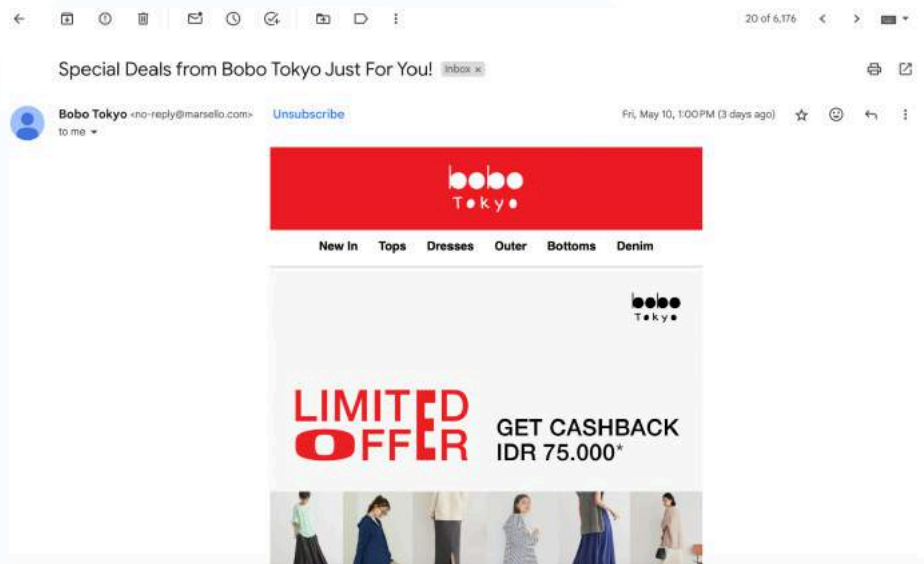 20 of 6,176
Special Deals from Bobo Tokyo Just For You!
Inbox ×
Bobo Tokyo <no-reply@marsello.com>
Unsubscribe
Fri, May 10, 1:00 PM (3 days ago)
to me
bobo
Tokyo
New In Tops Dresses Outer Bottoms Denim
bobo
Tokyo
LIMITED
OFFER
GET CASHBACK
IDR 75.000*